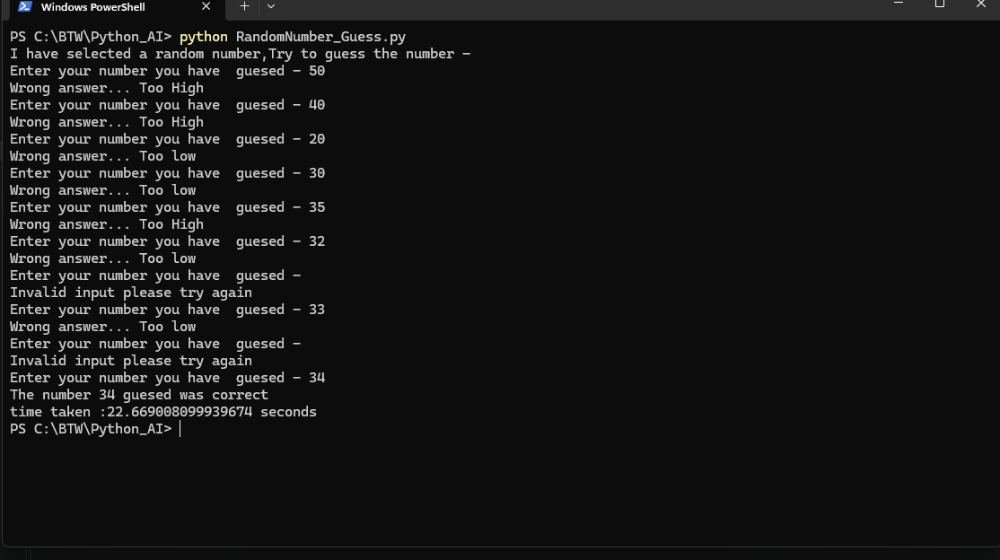 Windows PowerShell
PS C:\BTW\Python_AI> python RandomNumber_Guess.py
I have selected a random number,Try to guess the number -
Enter your number you have  guesed - 50
Wrong answer... Too High
Enter your number you have  guesed - 40
Wrong answer... Too High
Enter your number you have  guesed - 20
Wrong answer... Too low
Enter your number you have  guesed - 30
Wrong answer... Too low
Enter your number you have  guesed - 35
Wrong answer... Too High
Enter your number you have  guesed - 32
Wrong answer... Too low
Enter your number you have  guesed -
Invalid input please try again
Enter your number you have  guesed - 33
Wrong answer... Too low
Enter your number you have  guesed -
Invalid input please try again
Enter your number you have  guesed - 34
The number 34 guesed was correct
time taken :22.669008099939674 seconds
PS C:\BTW\Python_AI>